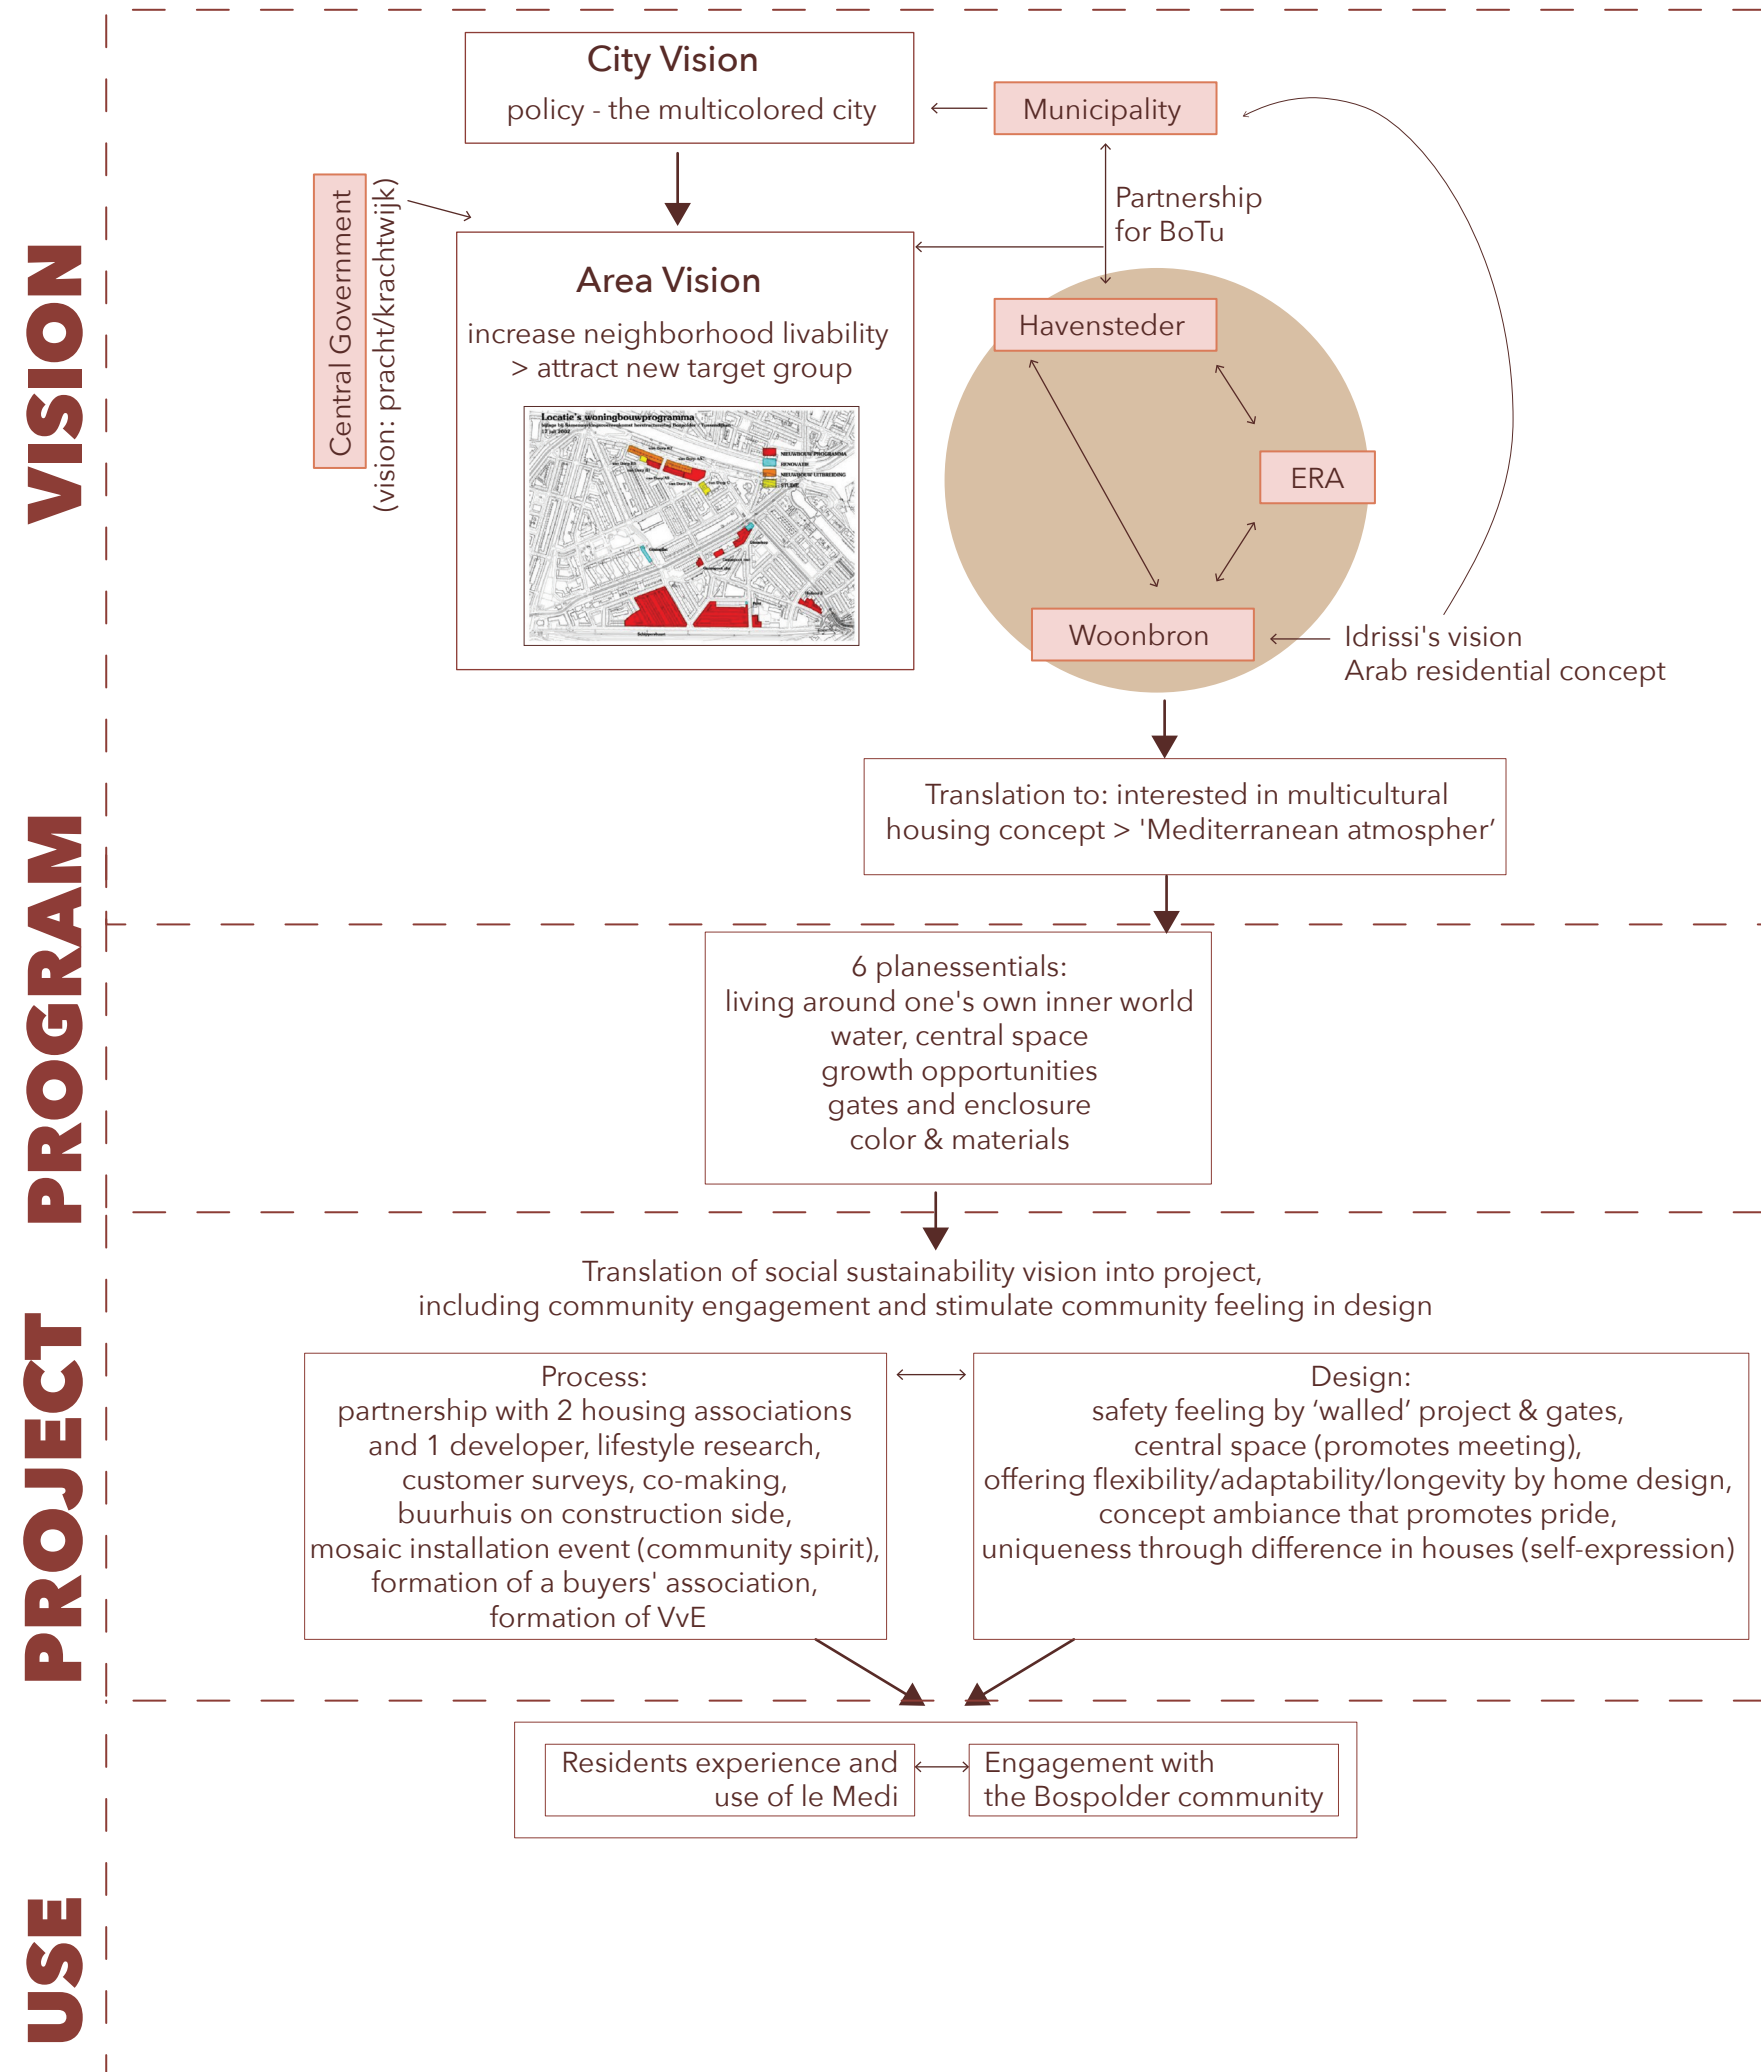 VISION
City Vision
policy - the multicolored city
Municipality
Central Government
(vision: pracht/krachtwijk)
Partnership
for BoTu
Area Vision
increase neighborhood livability
> attract new target group
Locatie's woningbouwprogramma
NIEUWBOUW PROGRAMMA
RENOVATIE
NIEUWBOUW UITBREIDING
STUDIE
Havensteder
ERA
Woonbron
Idrissi's vision
Arab residential concept
Translation to: interested in multicultural
housing concept > 'Mediterranean atmospher’
PROGRAM
6 planessentials:
living around one's own inner world
water, central space
growth opportunities
gates and enclosure
color & materials
PROJECT
Translation of social sustainability vision into project,
including community engagement and stimulate community feeling in design
Process:
partnership with 2 housing associations
and 1 developer, lifestyle research,
customer surveys, co-making,
buurhuis on construction side,
mosaic installation event (community spirit),
formation of a buyers' association,
formation of VvE
Design:
safety feeling by ‘walled’ project & gates,
central space (promotes meeting),
offering flexibility/adaptability/longevity by home design,
concept ambiance that promotes pride,
uniqueness through difference in houses (self-expression)
USE
Residents experience and
use of le Medi
Engagement with
the Bospolder community